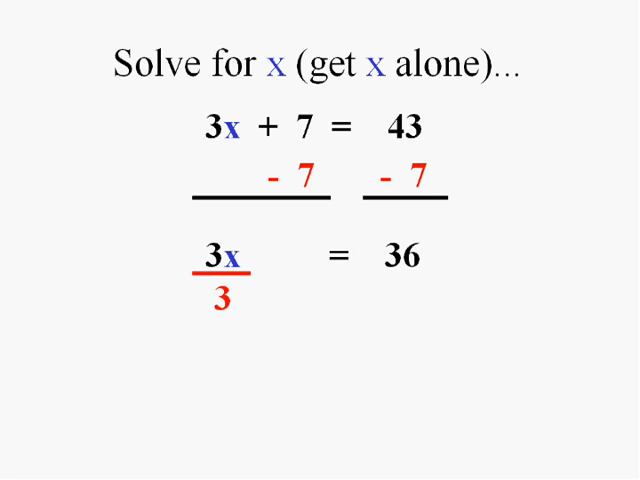 Solve for x (get x alone)...
3x + 7 = 43
- 7 - 7
3x = 36
3